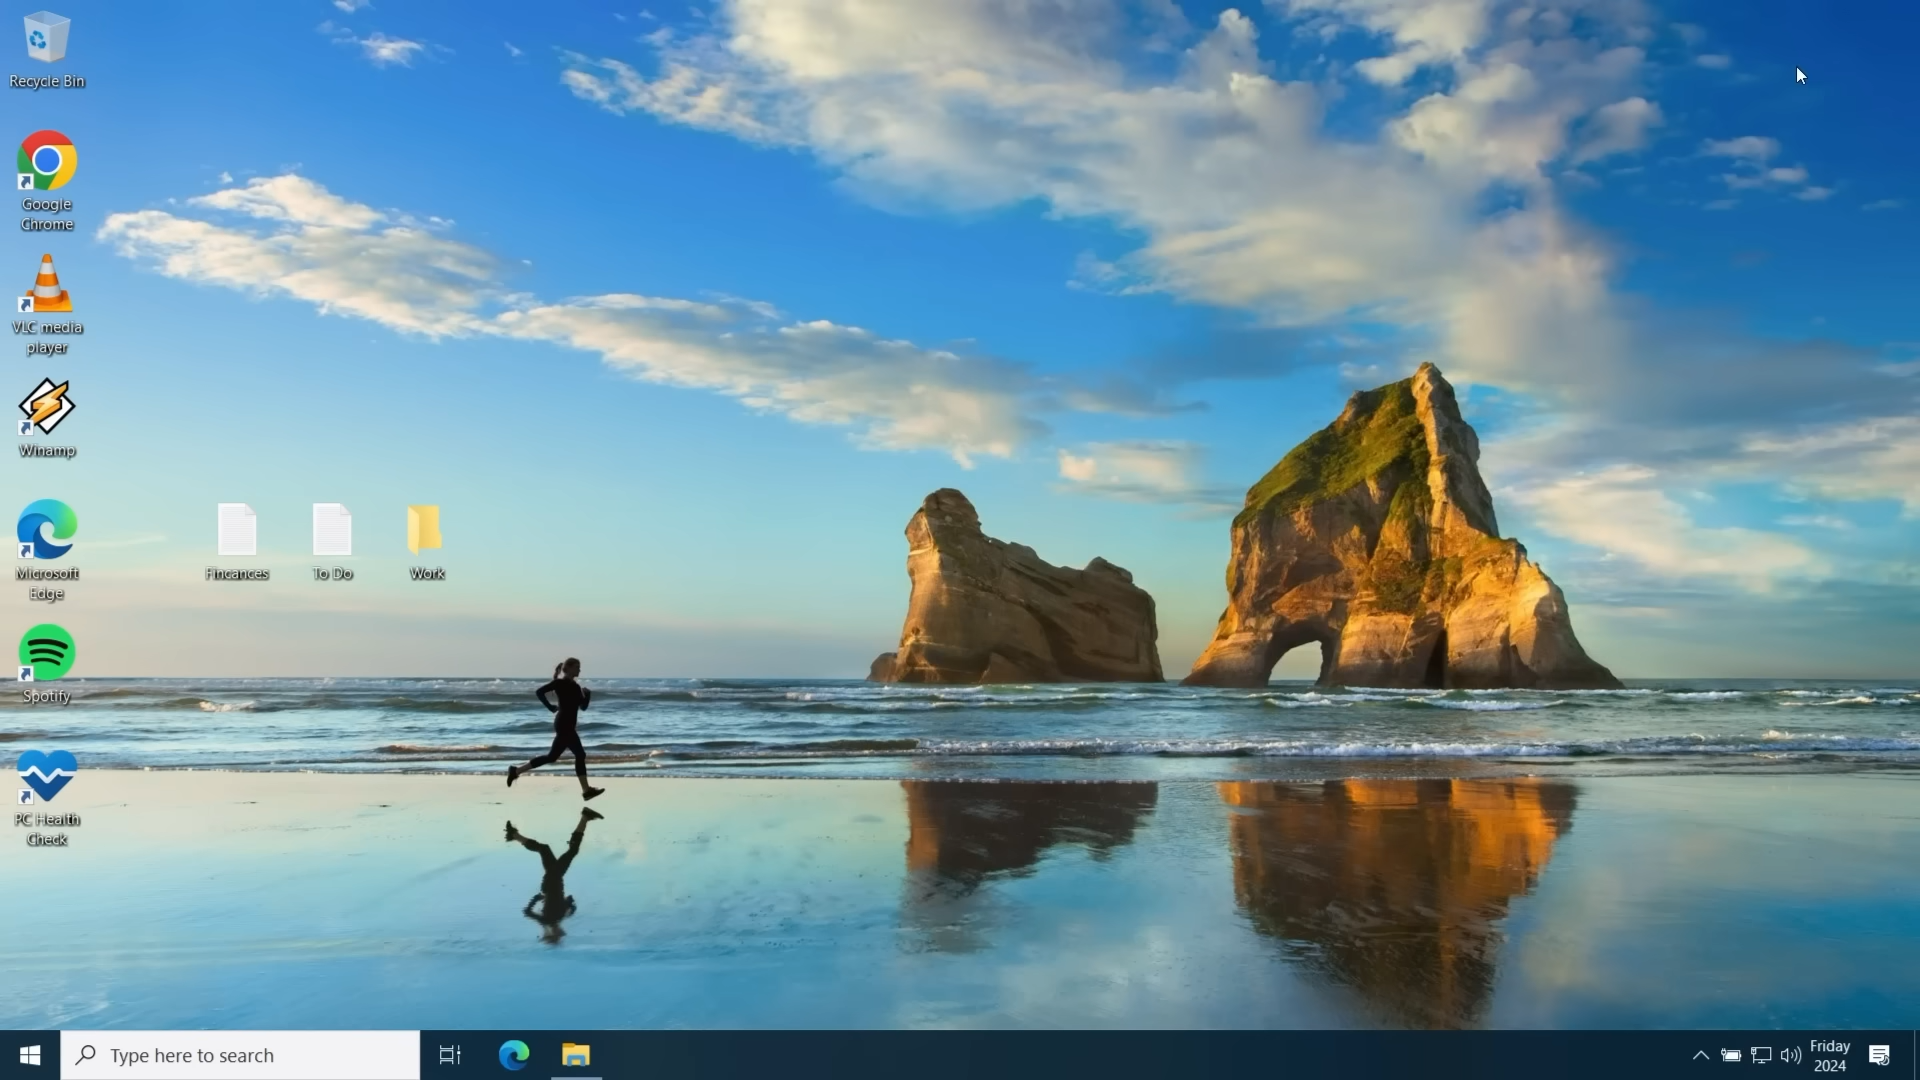 Recycle Bin
Google
Chrome
VLC media
player
Winamp
Microsoft
Edge
Fincances
To Do
Work
Spotify
PC Health
Check
Type here to search
Friday
2024